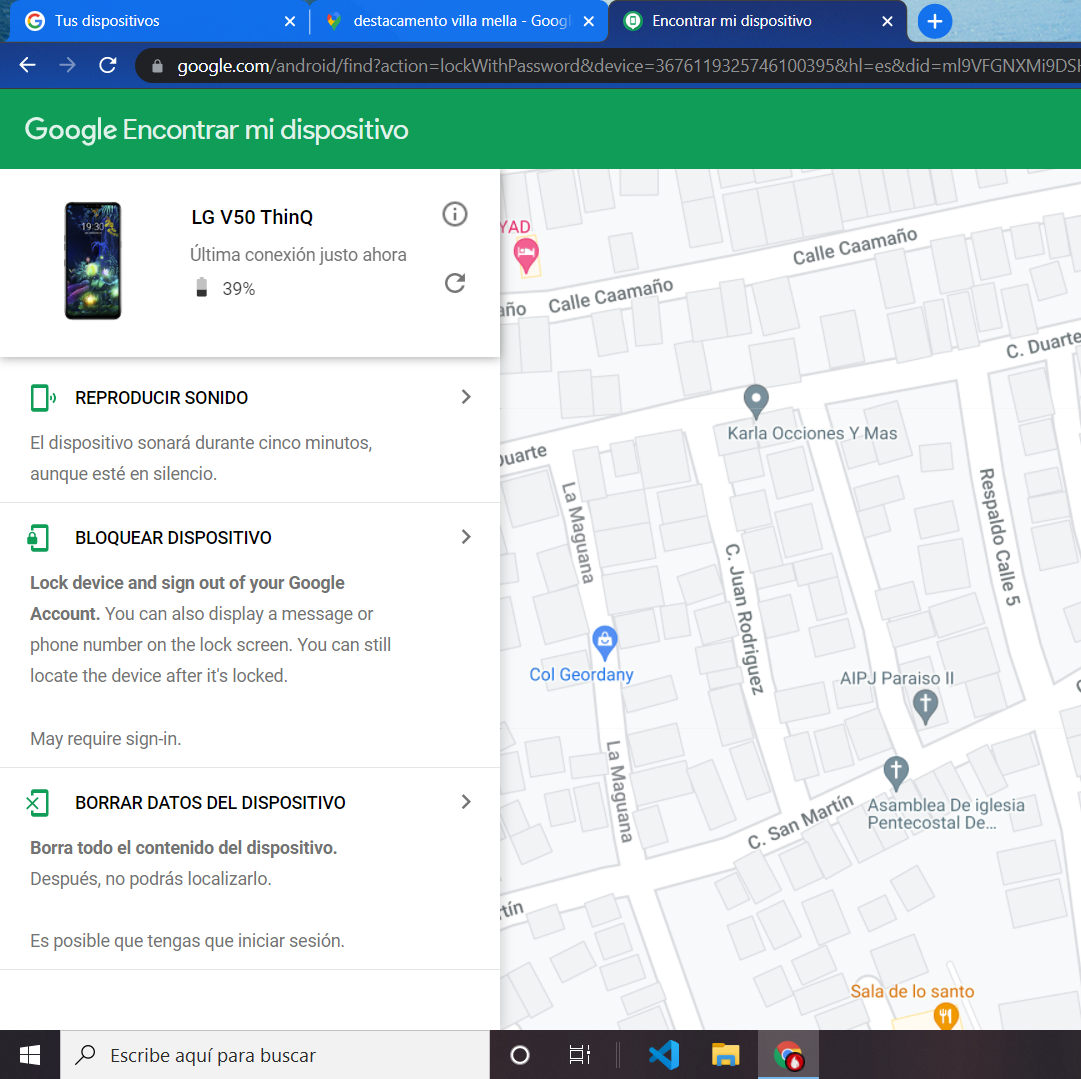 Tus dispositivos
destacamento villa mella - Googl
Encontrar mi dispositivo
google.com/android/find?action=lockWithPassword&device=3676119325746100395&hl=es&did=ml9VFGNXMi9DSH
Google Encontrar mi dispositivo
19:30
LG V50 ThinQ
Última conexión justo ahora
39%
REPRODUCIR SONIDO
El dispositivo sonará durante cinco minutos,
aunque esté en silencio.
BLOQUEAR DISPOSITIVO
Lock device and sign out of your Google
Account. You can also display a message or
phone number on the lock screen. You can still
locate the device after it's locked.
May require sign-in.
BORRAR DATOS DEL DISPOSITIVO
Borra todo el contenido del dispositivo.
Después, no podrás localizarlo.
Es posible que tengas que iniciar sesión.
YAD
Calle Caamaño
Calle Caamaño
año
C. Duarte
Karla Occiones Y Mas
Duarte
La Maguana
Respaldo Calle 5
C. Juan Rodriguez
Col Geordany
AIPJ Paraiso II
La Maguana
Asamblea De iglesia
Pentecostal De...
C. San Martín
rtín
Sala de lo santo
Escribe aquí para buscar